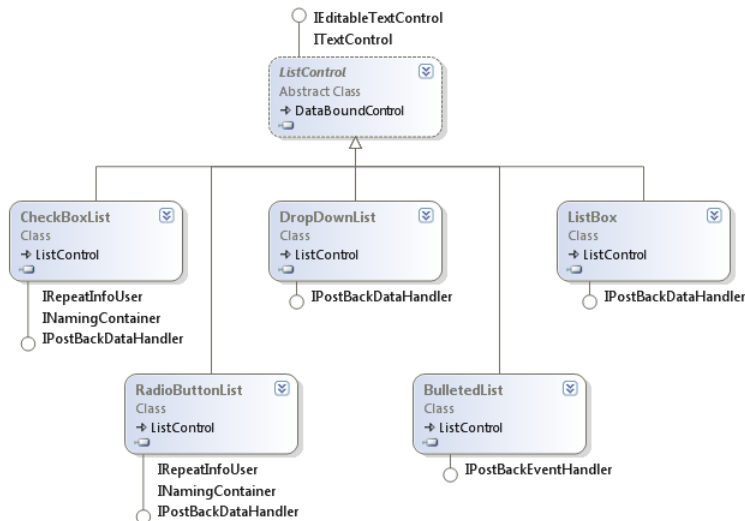 IEditableTextControl
ITextControl
ListControl
Abstract Class
DataBoundControl
CheckBoxList
Class
ListControl
IRepeatInfoUser
INamingContainer
IPostBackDataHandler
DropDownList
Class
ListControl
IPostBackDataHandler
ListBox
Class
ListControl
IPostBackDataHandler
RadioButtonList
Class
ListControl
IRepeatInfoUser
INamingContainer
IPostBackDataHandler
BulletedList
Class
ListControl
IPostBackEventHandler